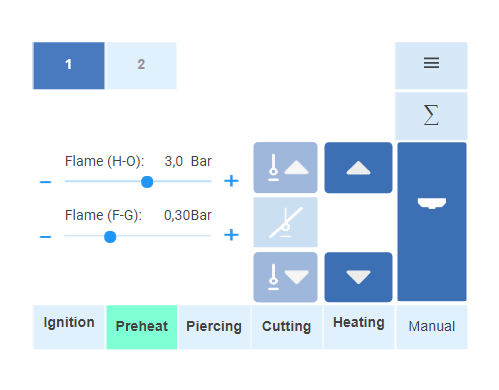 1 2
∑
Flame (H-O): 3,0 Bar
Flame (F-G): 0,30Bar
Ignition Preheat Piercing Cutting Heating Manual